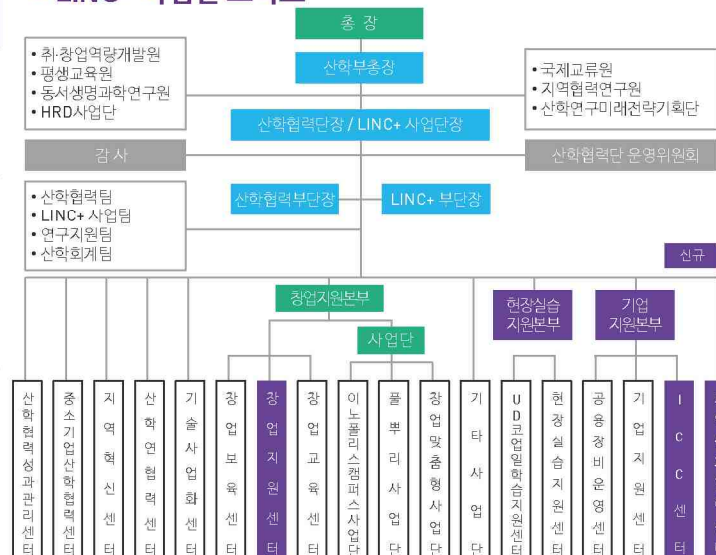 총 장
산학부총장
• 취·창업역량개발원
• 평생교육원
• 동서생명과학연구원
• HRD사업단
• 국제교류원
• 지역협력연구원
• 산학연구미래전략기획단
산학협력단장 / LINC+ 사업단장
감사
산학협력단 운영위원회
• 산학협력팀
• LINC+ 사업팀
• 연구지원팀
• 산학회계팀
산학협력부단장
LINC+ 부단장
신규
창업지원본부
현장실습
지원본부
기업
지원본부
사업단
산학협력성과관리센터
중소기업산학협력센터
지역혁신센터
산학연협력센터
기술사업화센터
창업보육센터
창업지원센터
창업교육센터
이노폴리스캠퍼스사업단
풀뿌리사업단
창업맞춤형사업단
기타사업단
UD코업일학습지원센터
현장실습지원센터
공용장비운영센터
기업지원센터
ICC센터